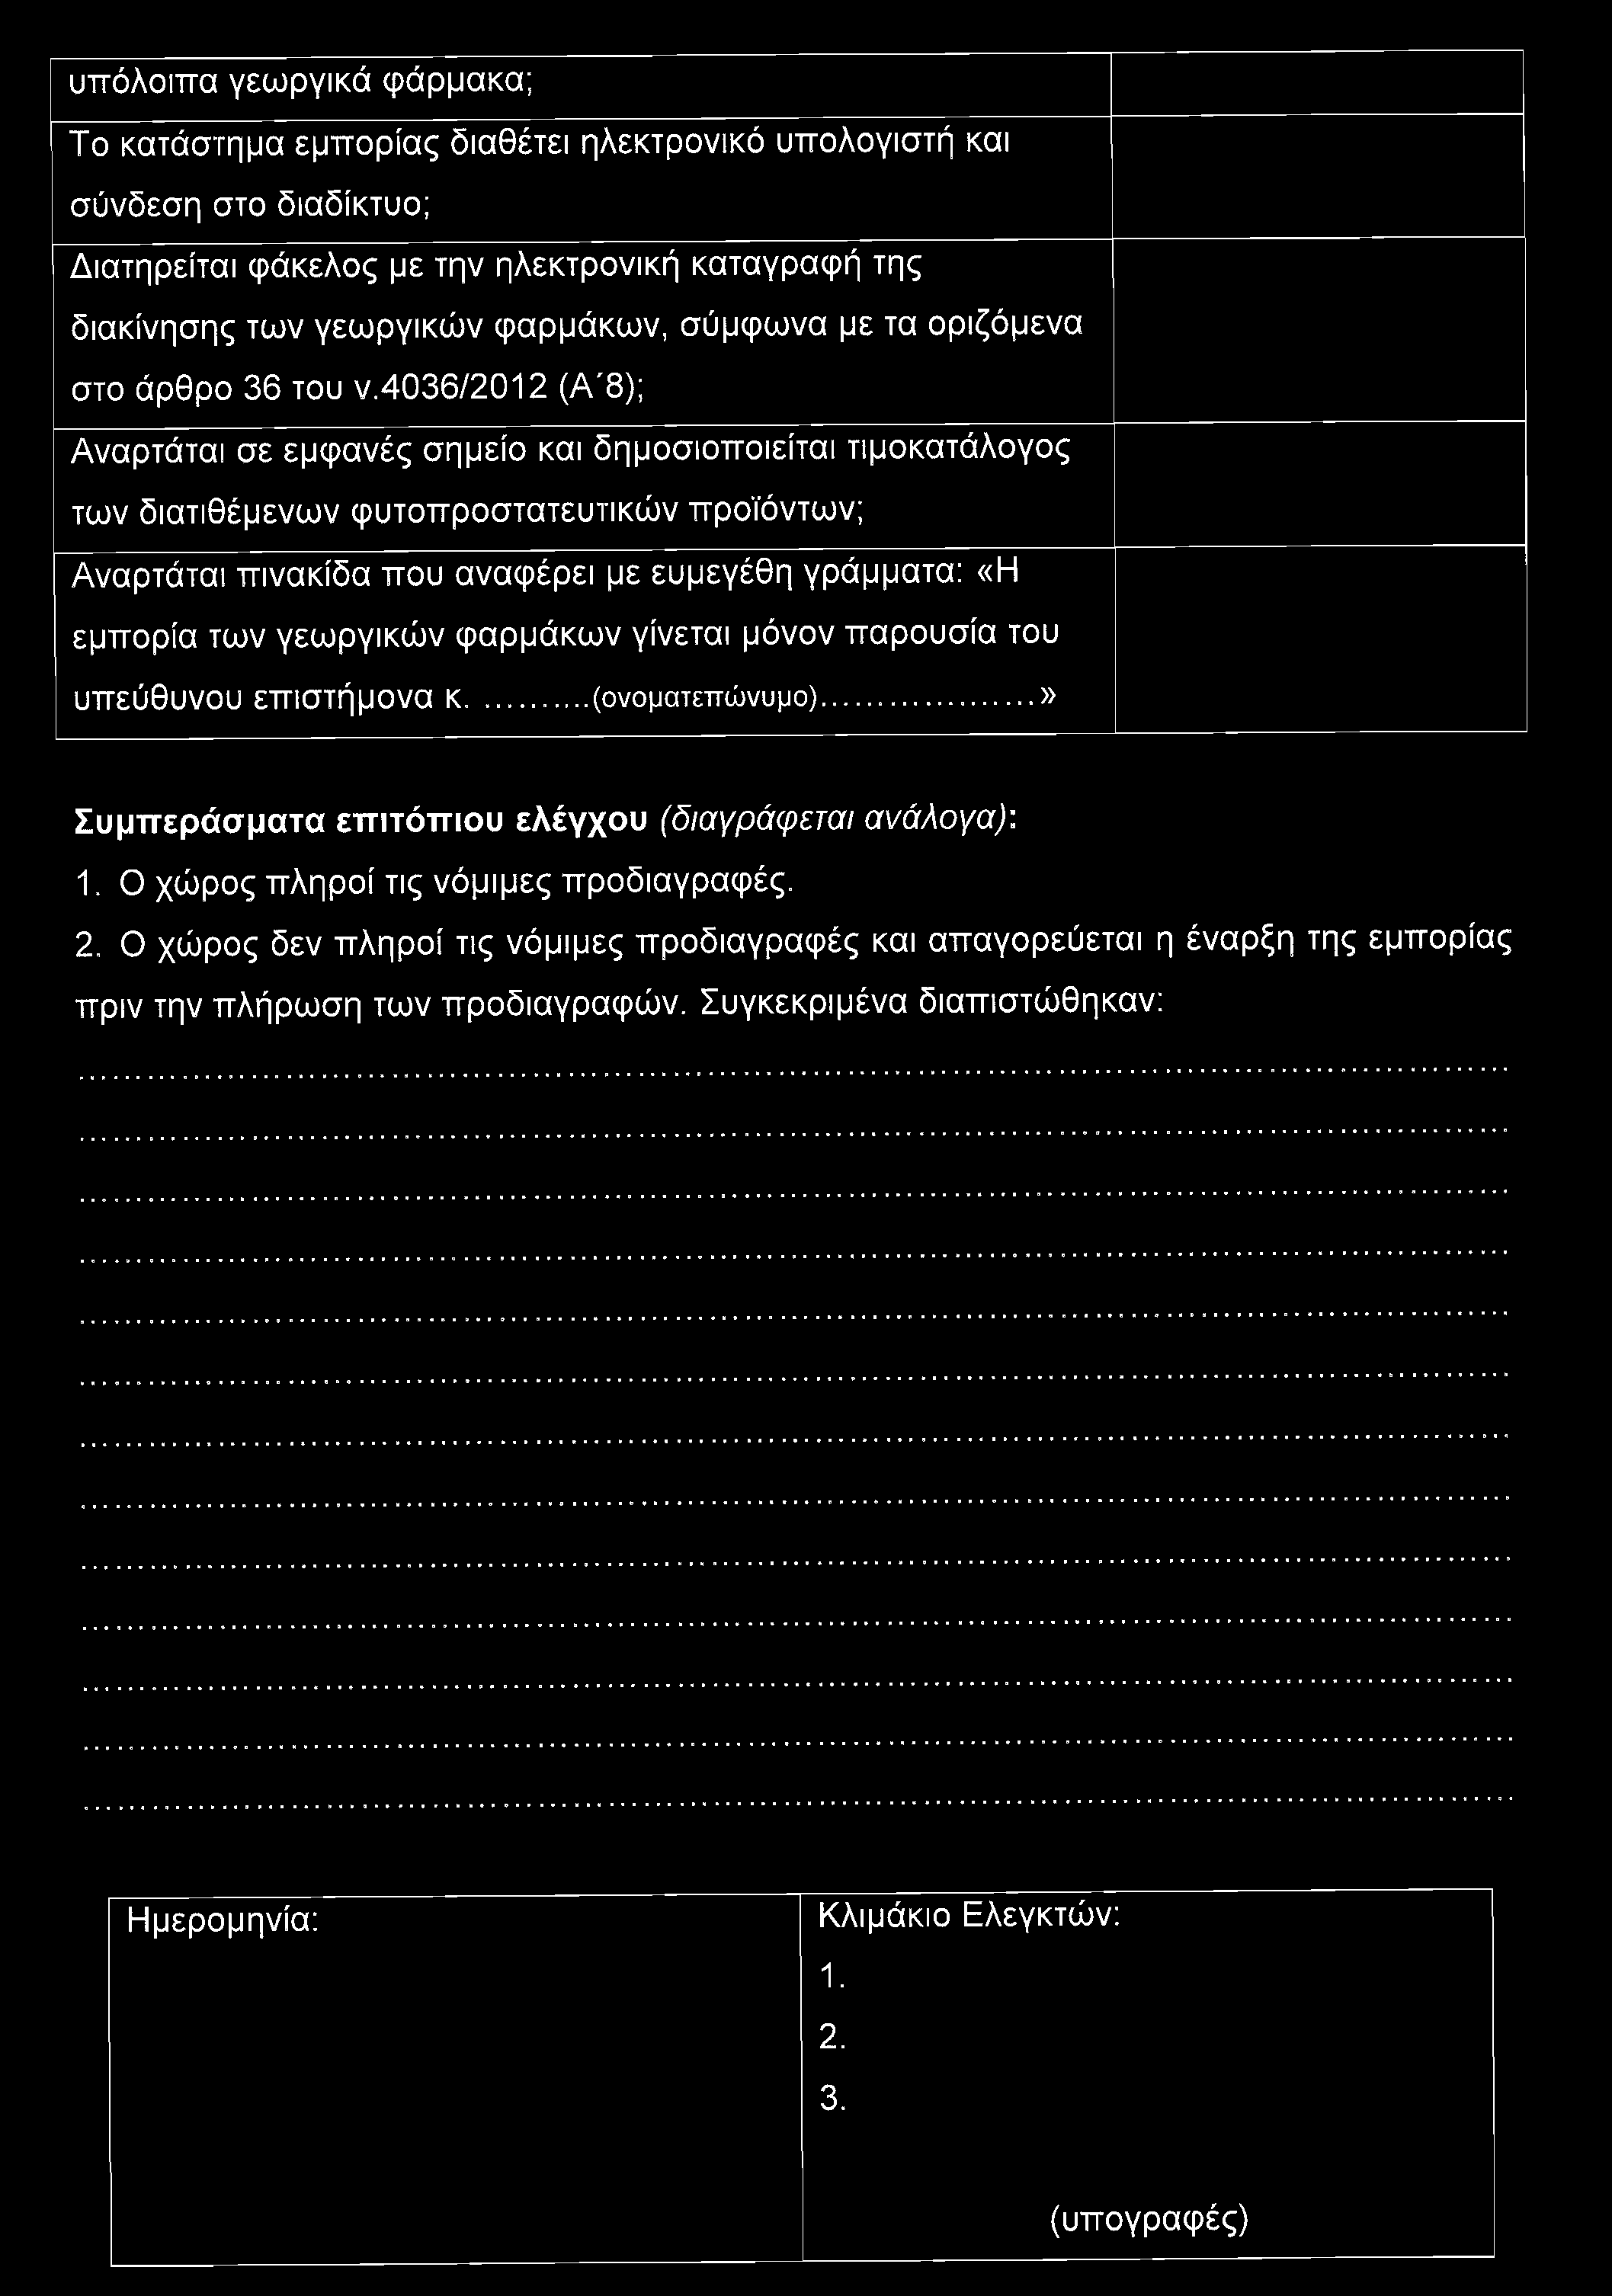 υπόλοιπα γεωργικά φάρμακα;
Το κατάστημα εμπορίας διαθέτει ηλεκτρονικό υπολογιστή και
σύνδεση στο διαδίκτυο;
Διατηρείται φάκελος με την ηλεκτρονική καταγραφή της
διακίνησης των γεωργικών φαρμάκων, σύμφωνα με τα οριζόμενα
στο άρθρο 36 του ν.4036/2012 (Α΄8);
Αναρτάται σε εμφανές σημείο και δημοσιοποιείται τιμοκατάλογος
των διατιθέμενων φυτοπροστατευτικών προϊόντων;
Αναρτάται πινακίδα που αναφέρει με ευμεγέθη γράμματα: «Η
εμπορία των γεωργικών φαρμάκων γίνεται μόνον παρουσία του
υπεύθυνου επιστήμονα κ. ..........(ονοματεπώνυμο)....................»
Συμπεράσματα επιτόπιου ελέγχου (διαγράφεται ανάλογα):
1. Ο χώρος πληροί τις νόμιμες προδιαγραφές.
2. Ο χώρος δεν πληροί τις νόμιμες προδιαγραφές και απαγορεύεται η έναρξη της εμπορίας
πριν την πλήρωση των προδιαγραφών. Συγκεκριμένα διαπιστώθηκαν:
Ημερομηνία:
Κλιμάκιο Ελεγκτών:
1.
2.
3.
(υπογραφές)